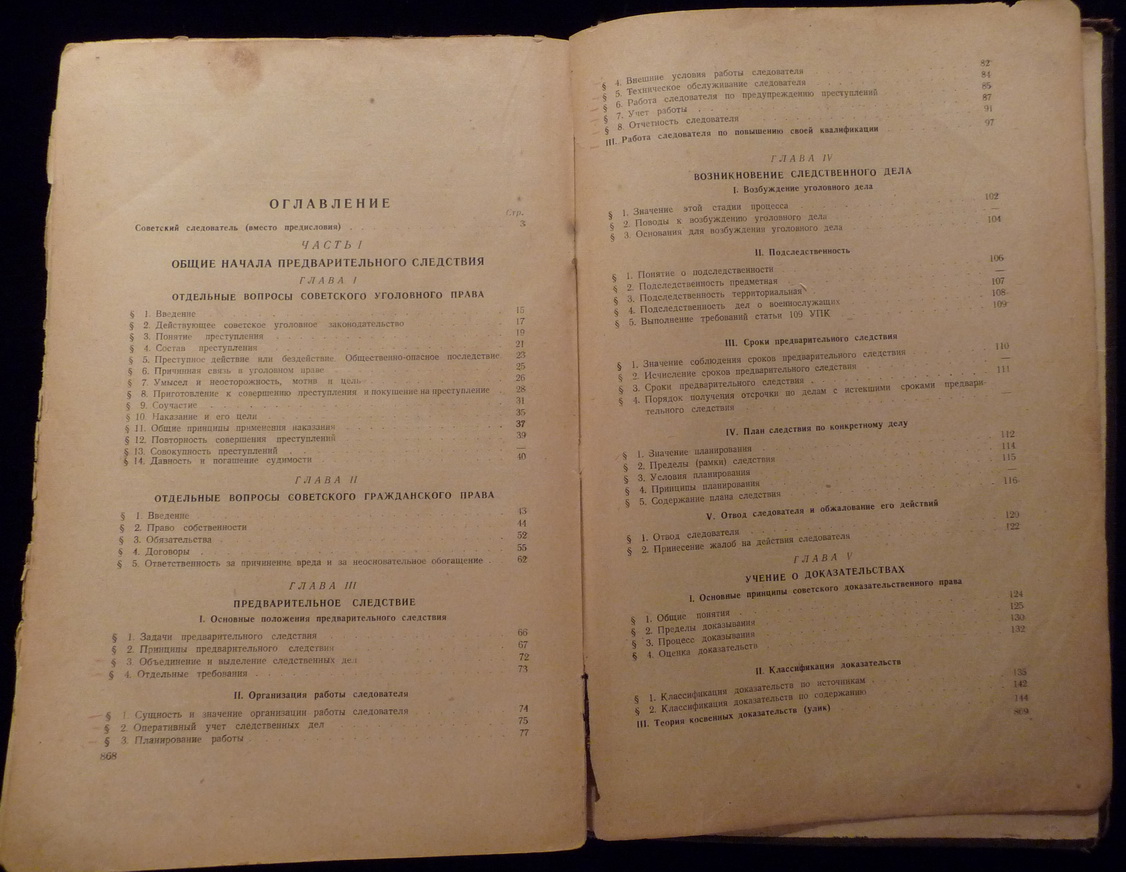 ОГЛАВЛЕНИЕ
Стр.
Советский следователь (вместо предисловия) . . 3
ЧАСТЬ I
ОБЩИЕ НАЧАЛА ПРЕДВАРИТЕЛЬНОГО СЛЕДСТВИЯ
ГЛАВА I
ОТДЕЛЬНЫЕ ВОПРОСЫ СОВЕТСКОГО УГОЛОВНОГО ПРАВА
§ 1. Введение 15
§ 2. Действующее советское уголовное законодательство 17
§ 3. Понятие преступления 19
§ 4. Состав преступления 21
§ 5. Преступное действие или бездействие. Общественно-опасное последствие 23
§ 6. Причинная связь в уголовном праве 25
§ 7. Умысел и неосторожность, мотив и цель 26
§ 8. Приготовление к совершению преступления и покушение на преступление 28
§ 9. Соучастие 31
§ 10. Наказание и его цели 35
§ 11. Общие принципы применения наказания 37
§ 12. Повторность совершения преступлений 39
§ 13. Совокупность преступлений —
§ 14. Давность и погашение судимости 40
ГЛАВА II
ОТДЕЛЬНЫЕ ВОПРОСЫ СОВЕТСКОГО ГРАЖДАНСКОГО ПРАВА
§ 1. Введение 43
§ 2. Право собственности 44
§ 3. Обязательства 52
§ 4. Договоры 55
§ 5. Ответственность за причинение вреда и за неосновательное обогащение 62
ГЛАВА III
ПРЕДВАРИТЕЛЬНОЕ СЛЕДСТВИЕ
I. Основные положения предварительного следствия
§ 1. Задачи предварительного следствия 66
§ 2. Принципы предварительного следствия 67
§ 3. Объединение и выделение следственных дел 72
§ 4. Отдельные требования 73
II. Организация работы следователя
§ 1 Сущность и значение организации работы следователя 74
§ 2. Оперативный учет следственных дел 75
§ 3. Планирование работы 77
868
§ 4. Внешние условия работы следователя 82
§ 5. Техническое обслуживание следователя 84
§ 6. Работа следователя по предупреждению преступлений 85
§ 7. Учет работы 87
§ 8. Отчетность следователя 91
III. Работа следователя по повышению своей квалификации 97
ГЛАВА IV
ВОЗНИКНОВЕНИЕ СЛЕДСТВЕННОГО ДЕЛА
I. Возбуждение уголовного дела
§ 1. Значение этой стадии процесса 102
§ 2. Поводы к возбуждению уголовного дела —
§ 3. Основания для возбуждения уголовного дела 104
II. Подследственность
§ 1. Понятие о подследственности 106
§ 2. Подследственность предметная —
§ 3. Подследственность территориальная 107
§ 4. Подследственность дел о военнослужащих 108
§ 5. Выполнение требований статьи 109 УПК 109
III. Сроки предварительного следствия
§ 1. Значение соблюдения сроков предварительного следствия 110
§ 2. Исчисление сроков предварительного следствия —
§ 3. Сроки предварительного следствия 111
§ 4. Порядок получения отсрочки по делам с истекшими сроками предвари-
тельного следствия —
IV. План следствия по конкретному делу
§ 1. Значение планирования 112
§ 2. Пределы (рамки) следствия 114
§ 3. Условия планирования 115
§ 4. Принципы планирования —
§ 5. Содержание плана следствия 116
V. Отвод следователя и обжалование его действий
§ 1. Отвод следователя 120
§ 2. Принесение жалоб на действия следователя 122
ГЛАВА V
УЧЕНИЕ О ДОКАЗАТЕЛЬСТВАХ
I. Основные принципы советского доказательственного права
§ 1. Общие понятия 124
§ 2. Пределы доказывания 125
§ 3. Процесс доказывания 130
§ 4. Оценка доказательств 132
II. Классификация доказательств
§ 1. Классификация доказательств по источникам 135
§ 2. Классификация доказательств по содержанию 142
III. Теория косвенных доказательств (улик) 144
869